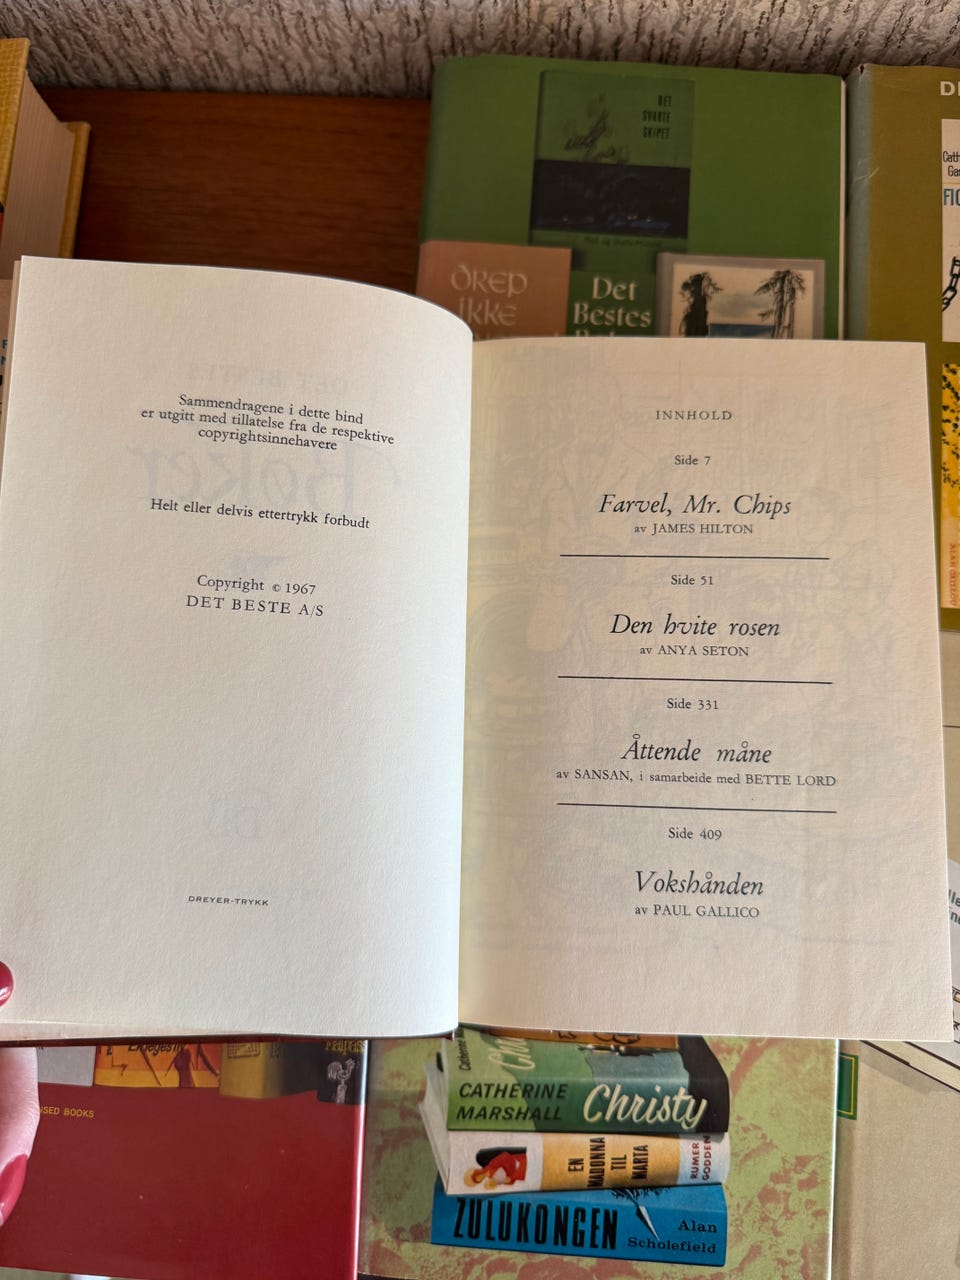 DET
SVARTE
SKIPET
ÐREP
IKKE
Det
Bestes
Sammendragene i dette bind
er utgitt med tillatelse fra de respektive
copyrightsinnehavere
Helt eller delvis ettertrykk forbudt
Copyright © 1967
DET BESTE A/S
DREYER-TRYKK
INNHOLD
Side 7
Farvel, Mr. Chips
av JAMES HILTON
Side 51
Den hvite rosen
av ANYA SETON
Side 331
Åttende måne
av SANSAN, i samarbeide med BETTE LORD
Side 409
Vokshånden
av PAUL GALLICO
BOOKS
CATHERINE
MARSHALL
Christy
EN
MADONNA
TIL
MARTA
RUMER
GODDEN
ZULUKONGEN
Alan
Scholefield